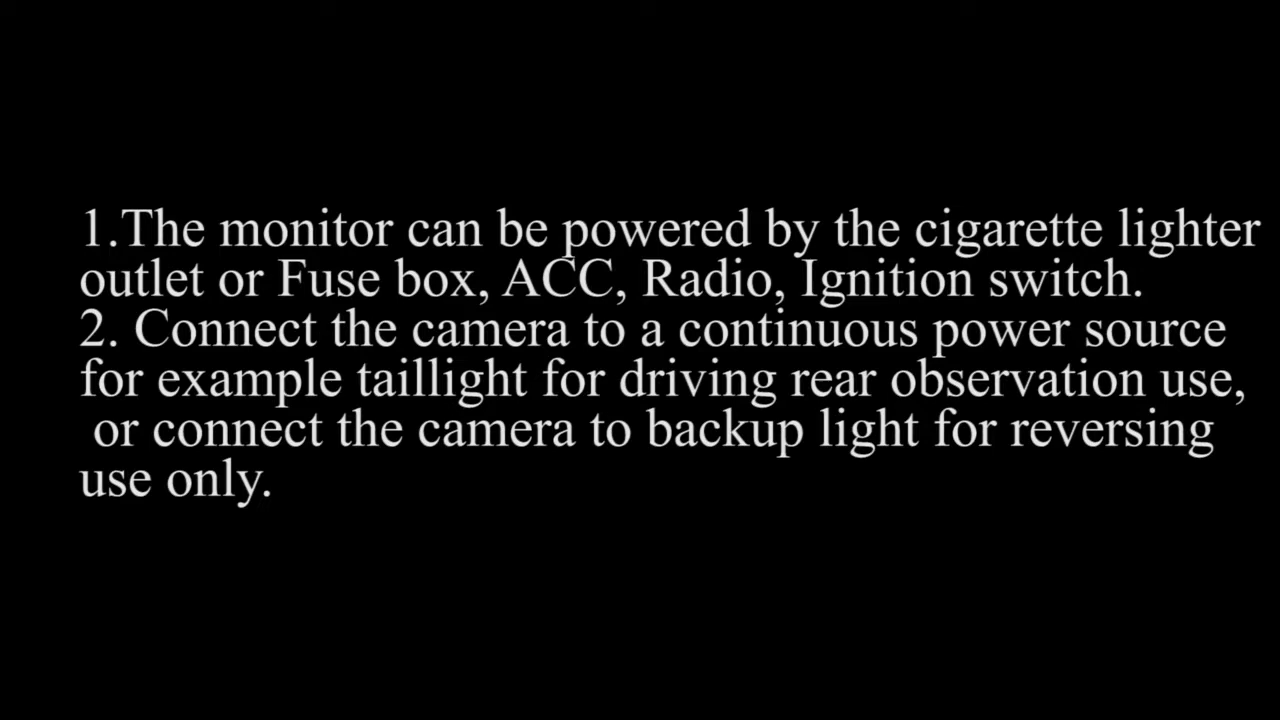 1.The monitor can be powered by the cigarette lighter
outlet or Fuse box, ACC, Radio, Ignition switch.
2. Connect the camera to a continuous power source
for example taillight for driving rear observation use,
or connect the camera to backup light for reversing
use only.